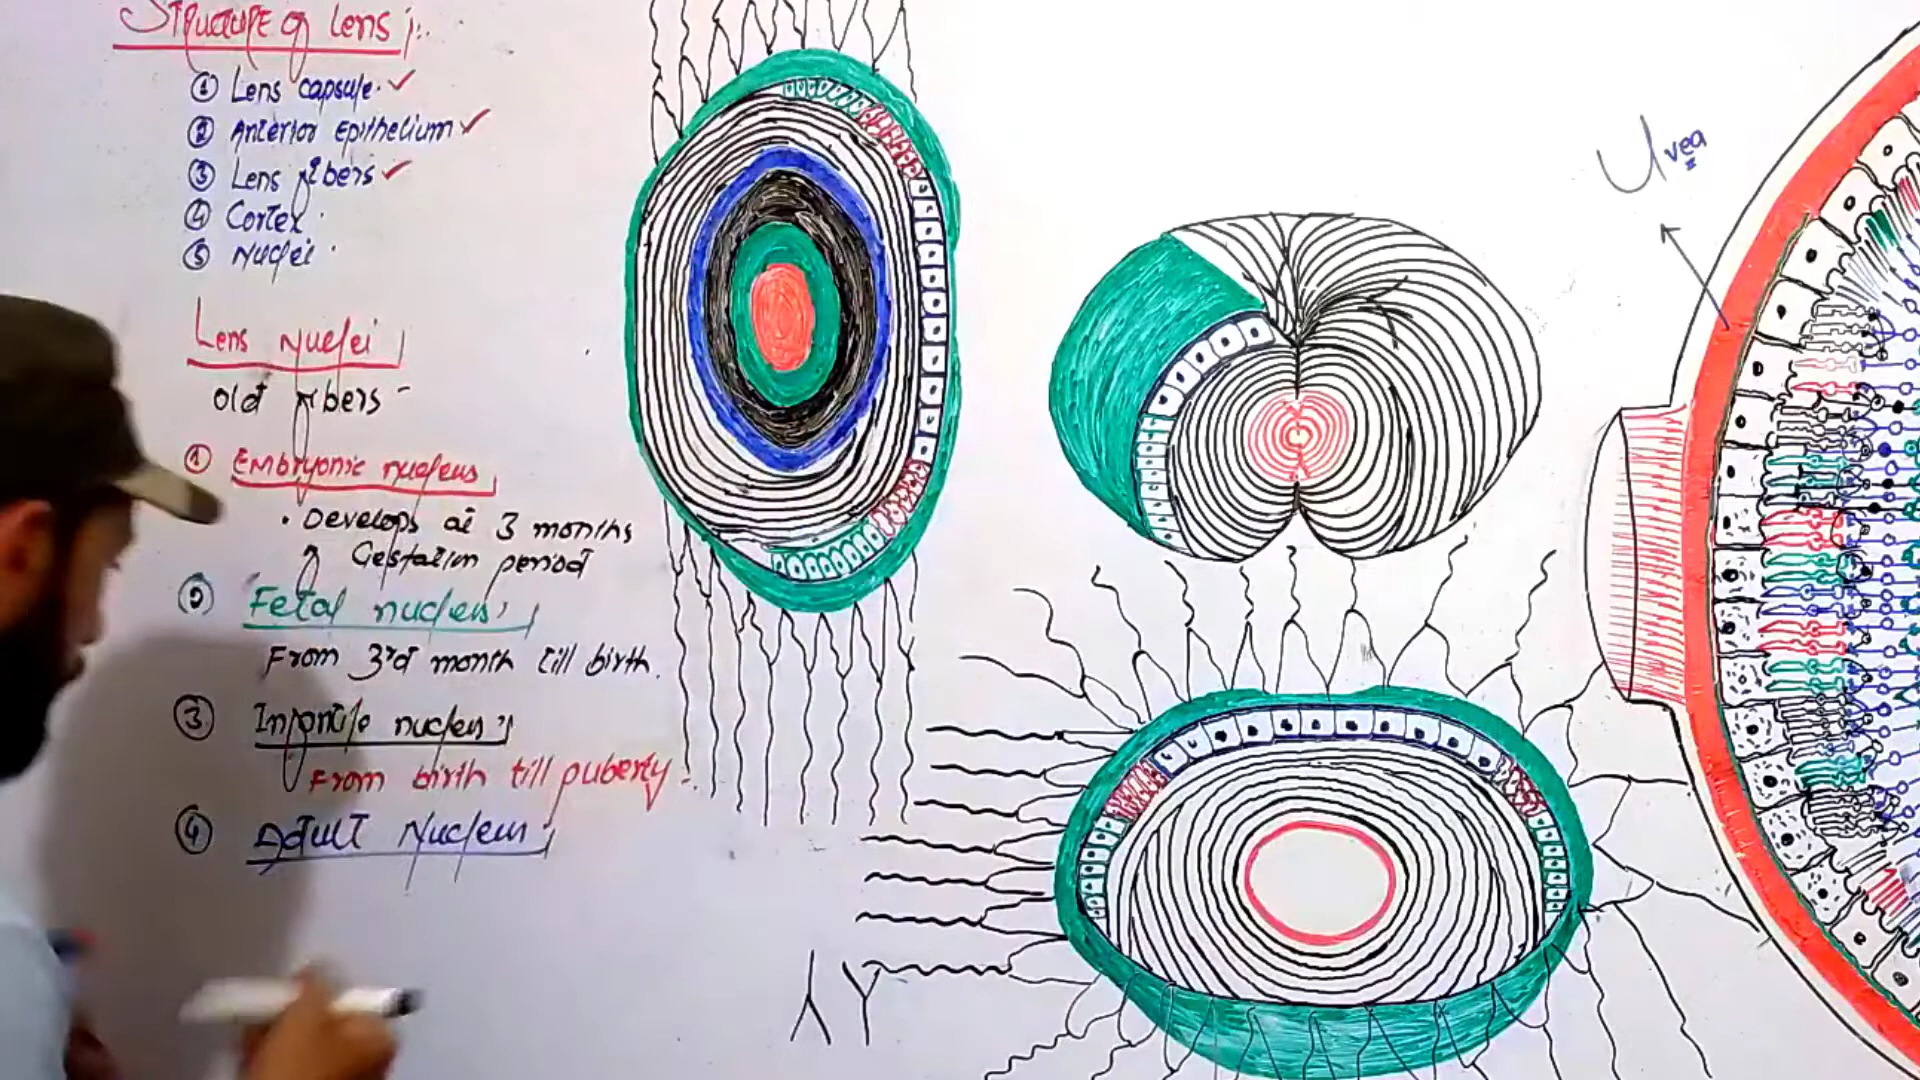 Structure of Lens:
① Lens capsule. ✓
② Anterior Epithelium ✓
③ Lens fibers ✓
④ Cortex.
⑤ Nuclei.
Lens Nuclei
old fibers -
① Embryonic nucleus
• Develops at 3 months
of Gestation period
② Fetal nucleus
From 3rd month till birth.
③ Infantile nucleus
From birth till puberty
④ Adult Nucleus
Uvea